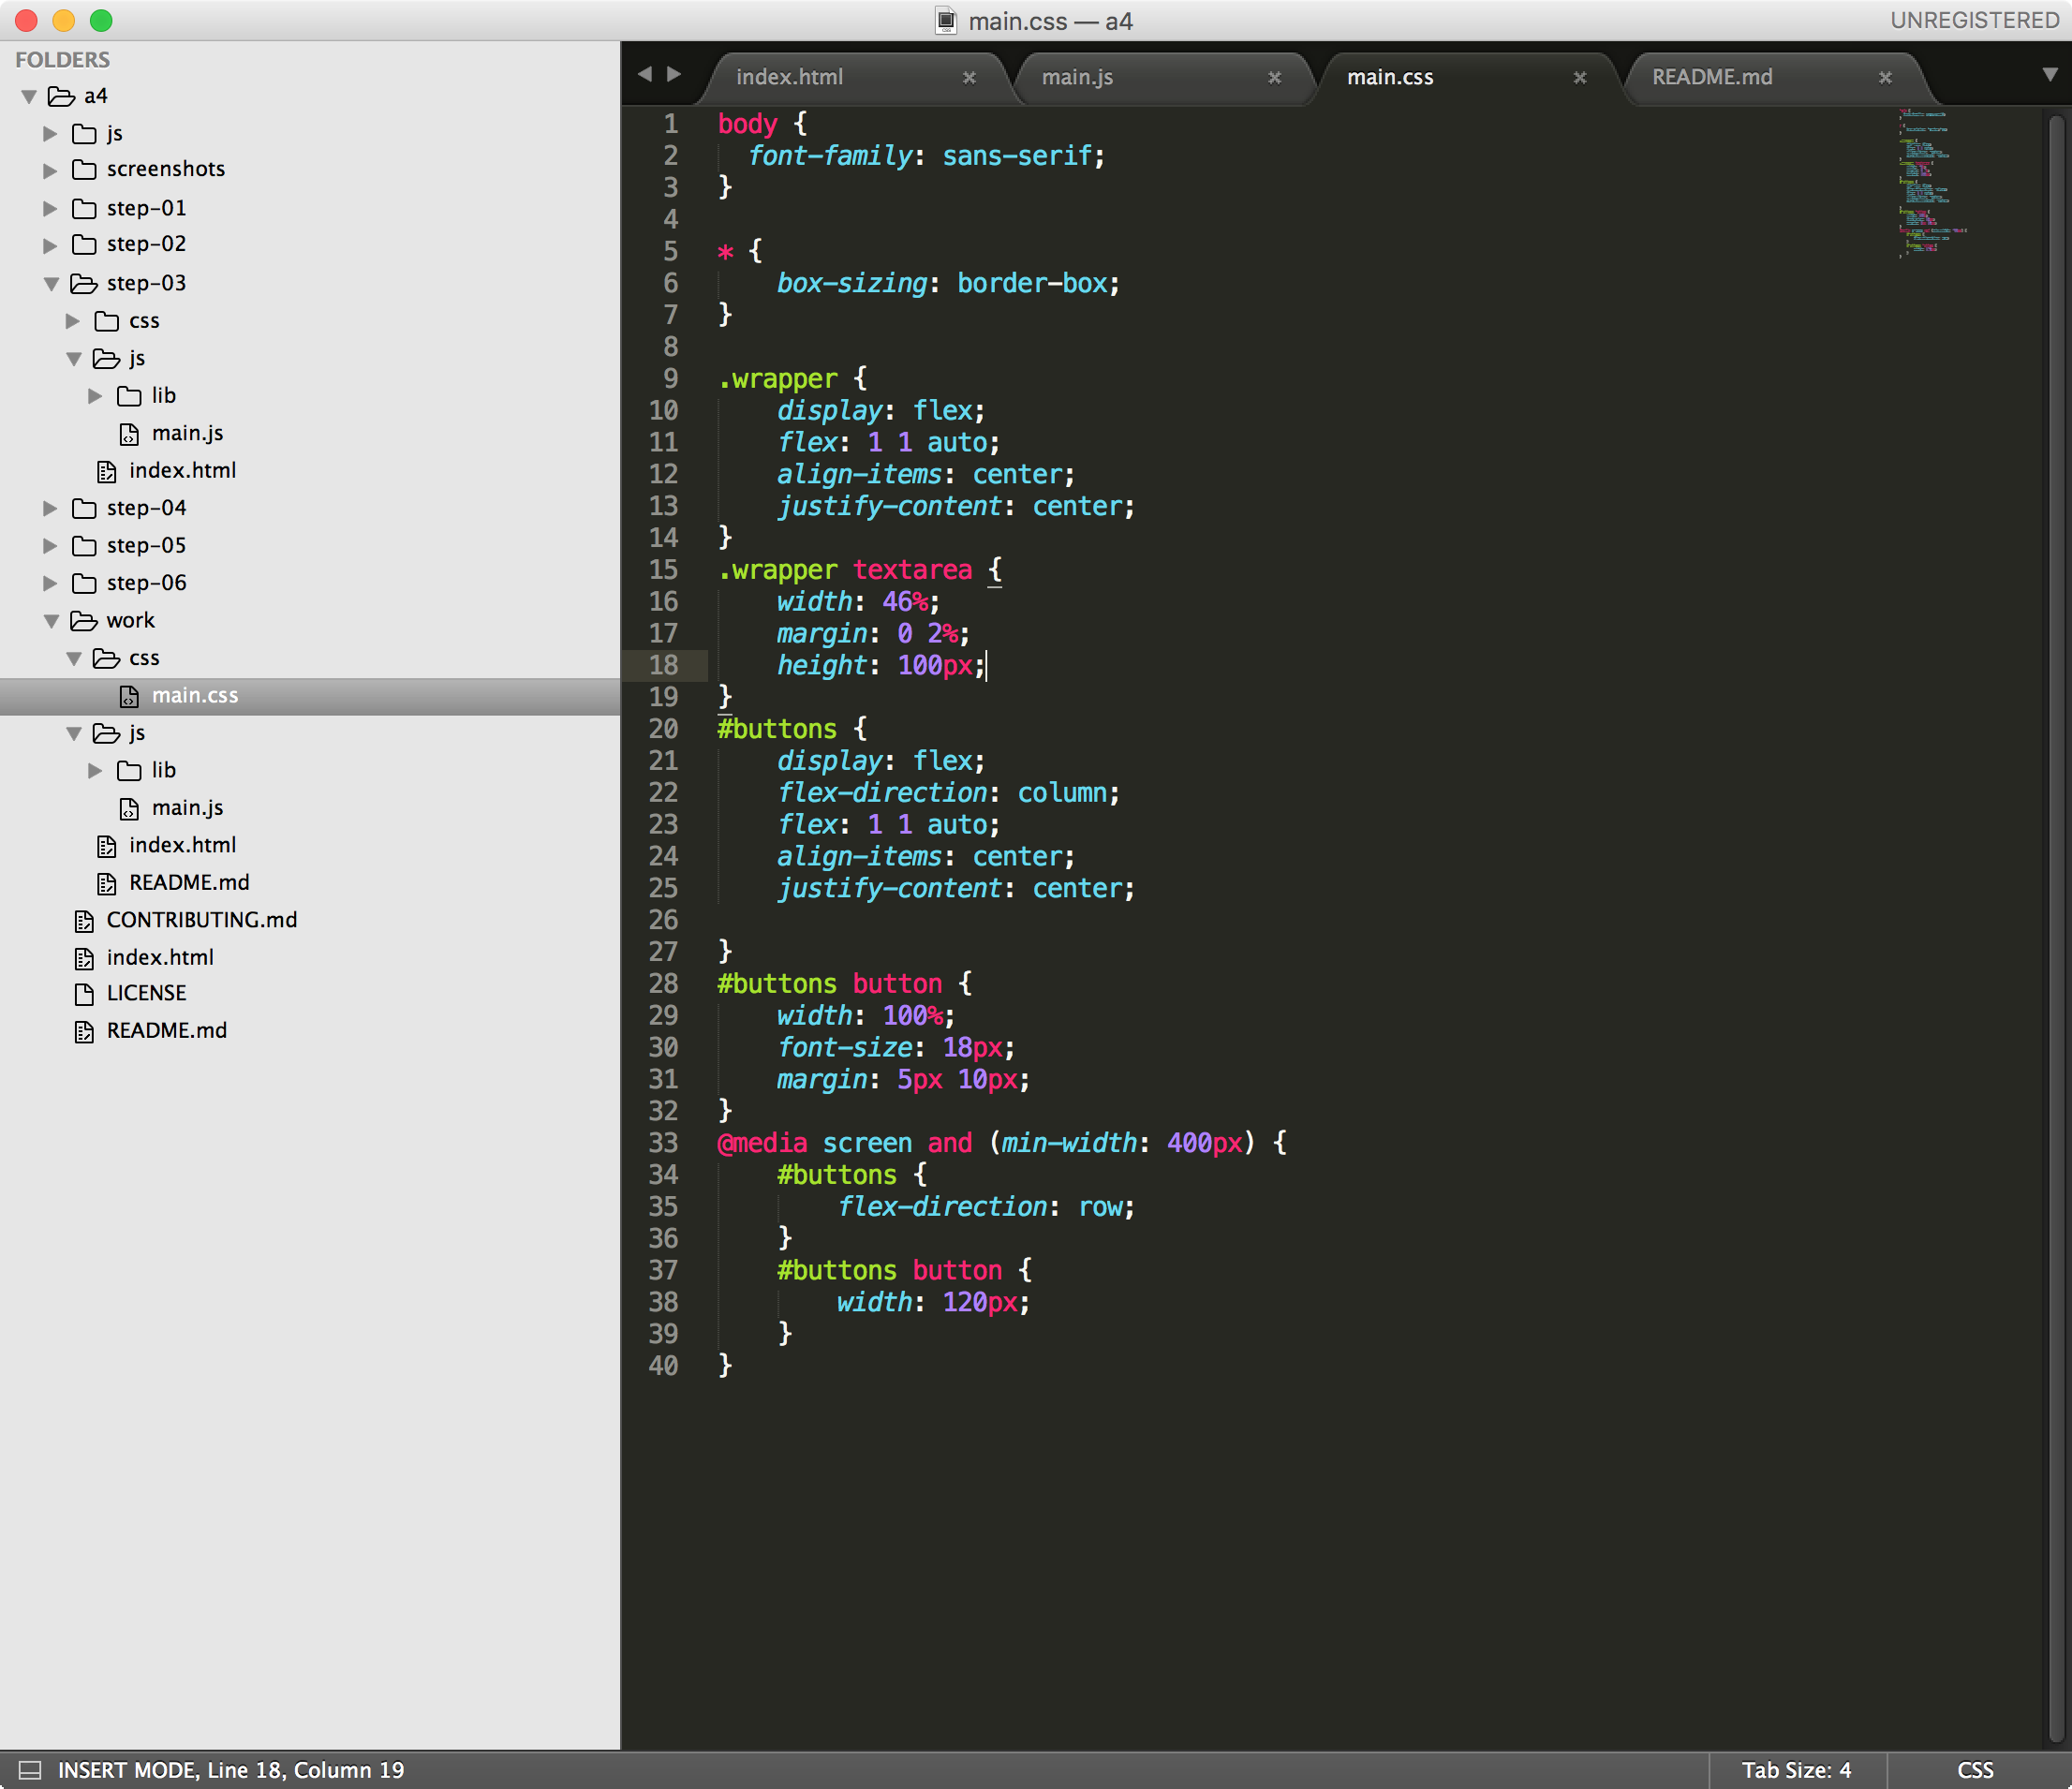 main.css — a4
UNREGISTERED
FOLDERS
a4
js
screenshots
step-01
step-02
step-03
css
js
lib
main.js
index.html
step-04
step-05
step-06
work
css
main.css
js
lib
main.js
index.html
README.md
CONTRIBUTING.md
index.html
LICENSE
README.md
index.html
main.js
main.css
README.md
1 body {
2 font-family: sans-serif;
3 }
4
5 * {
6 box-sizing: border-box;
7 }
8
9 .wrapper {
10 display: flex;
11 flex: 1 1 auto;
12 align-items: center;
13 justify-content: center;
14 }
15 .wrapper textarea {
16 width: 46%;
17 margin: 0 2%;
18 height: 100px;
19 }
20 #buttons {
21 display: flex;
22 flex-direction: column;
23 flex: 1 1 auto;
24 align-items: center;
25 justify-content: center;
26
27 }
28 #buttons button {
29 width: 100%;
30 font-size: 18px;
31 margin: 5px 10px;
32 }
33 @media screen and (min-width: 400px) {
34 #buttons {
35 flex-direction: row;
36 }
37 #buttons button {
38 width: 120px;
39 }
40 }
INSERT MODE, Line 18, Column 19
Tab Size: 4
CSS